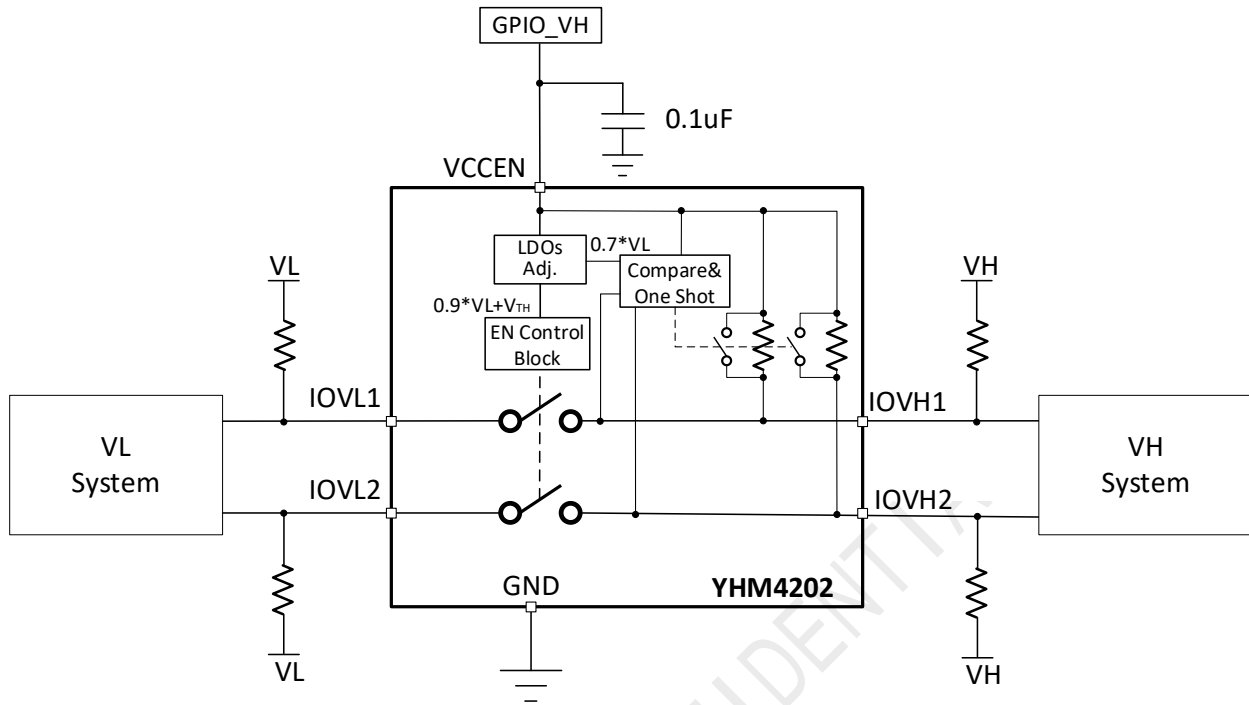 GPIO_VH
0.1uF
VCCEN
LDOs
Adj.
0.7*VL
Compare&
One Shot
0.9*VL+VTH
EN Control
Block
VL
VH
IOVL1
IOVH1
VL
System
VH
System
IOVL2
IOVH2
GND
YHM4202
VL
VH